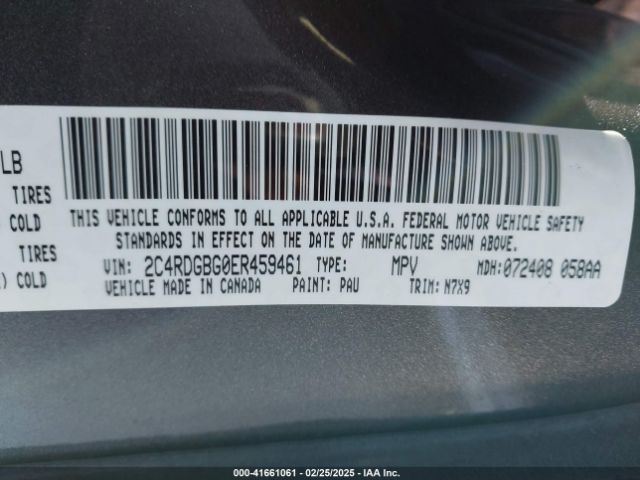 LB
TIRES
COLD
TIRES
) COLD
THIS VEHICLE CONFORMS TO ALL APPLICABLE U.S.A. FEDERAL MOTOR VEHICLE SAFETY
STANDARDS IN EFFECT ON THE DATE OF MANUFACTURE SHOWN ABOVE.
VIN: 2C4RDGBG0ER459461 TYPE: MPV MDH:072408 058AA
VEHICLE MADE IN CANADA PAINT: PAU TRIM: N7X9
000-41661061 | 02/25/2025 - IAA Inc.